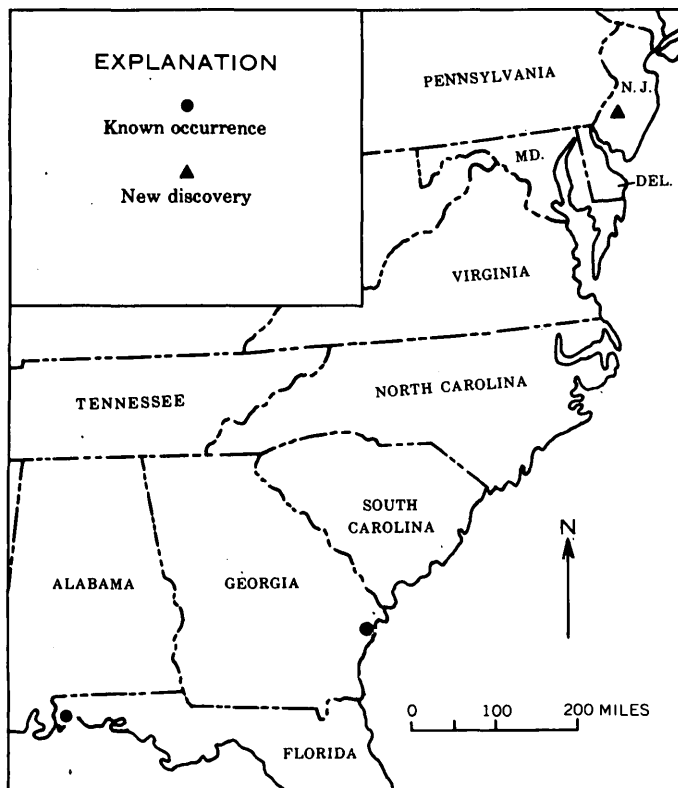 EXPLANATION
Known occurrence
New discovery
PENNSYLVANIA
N. J.
MD.
DEL.
VIRGINIA
TENNESSEE
NORTH CAROLINA
SOUTH
CAROLINA
N
ALABAMA
GEORGIA
0 100 200 MILES
FLORIDA